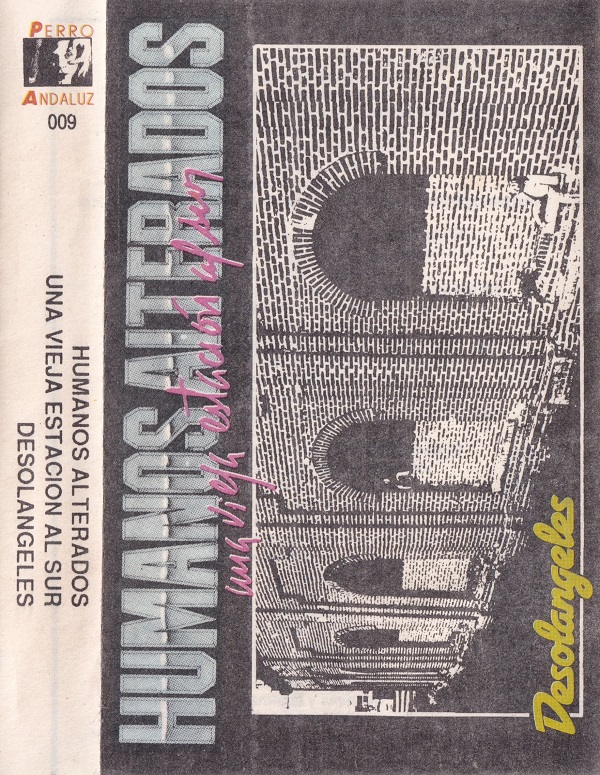 PERRO
ANDALUZ
009
HUMANOS ALTERADOS
UNA VIEJA ESTACION AL SUR
DESOLANGELES
HUMANOS ALTERADOS
una vieja estación al sur
Desolangeles